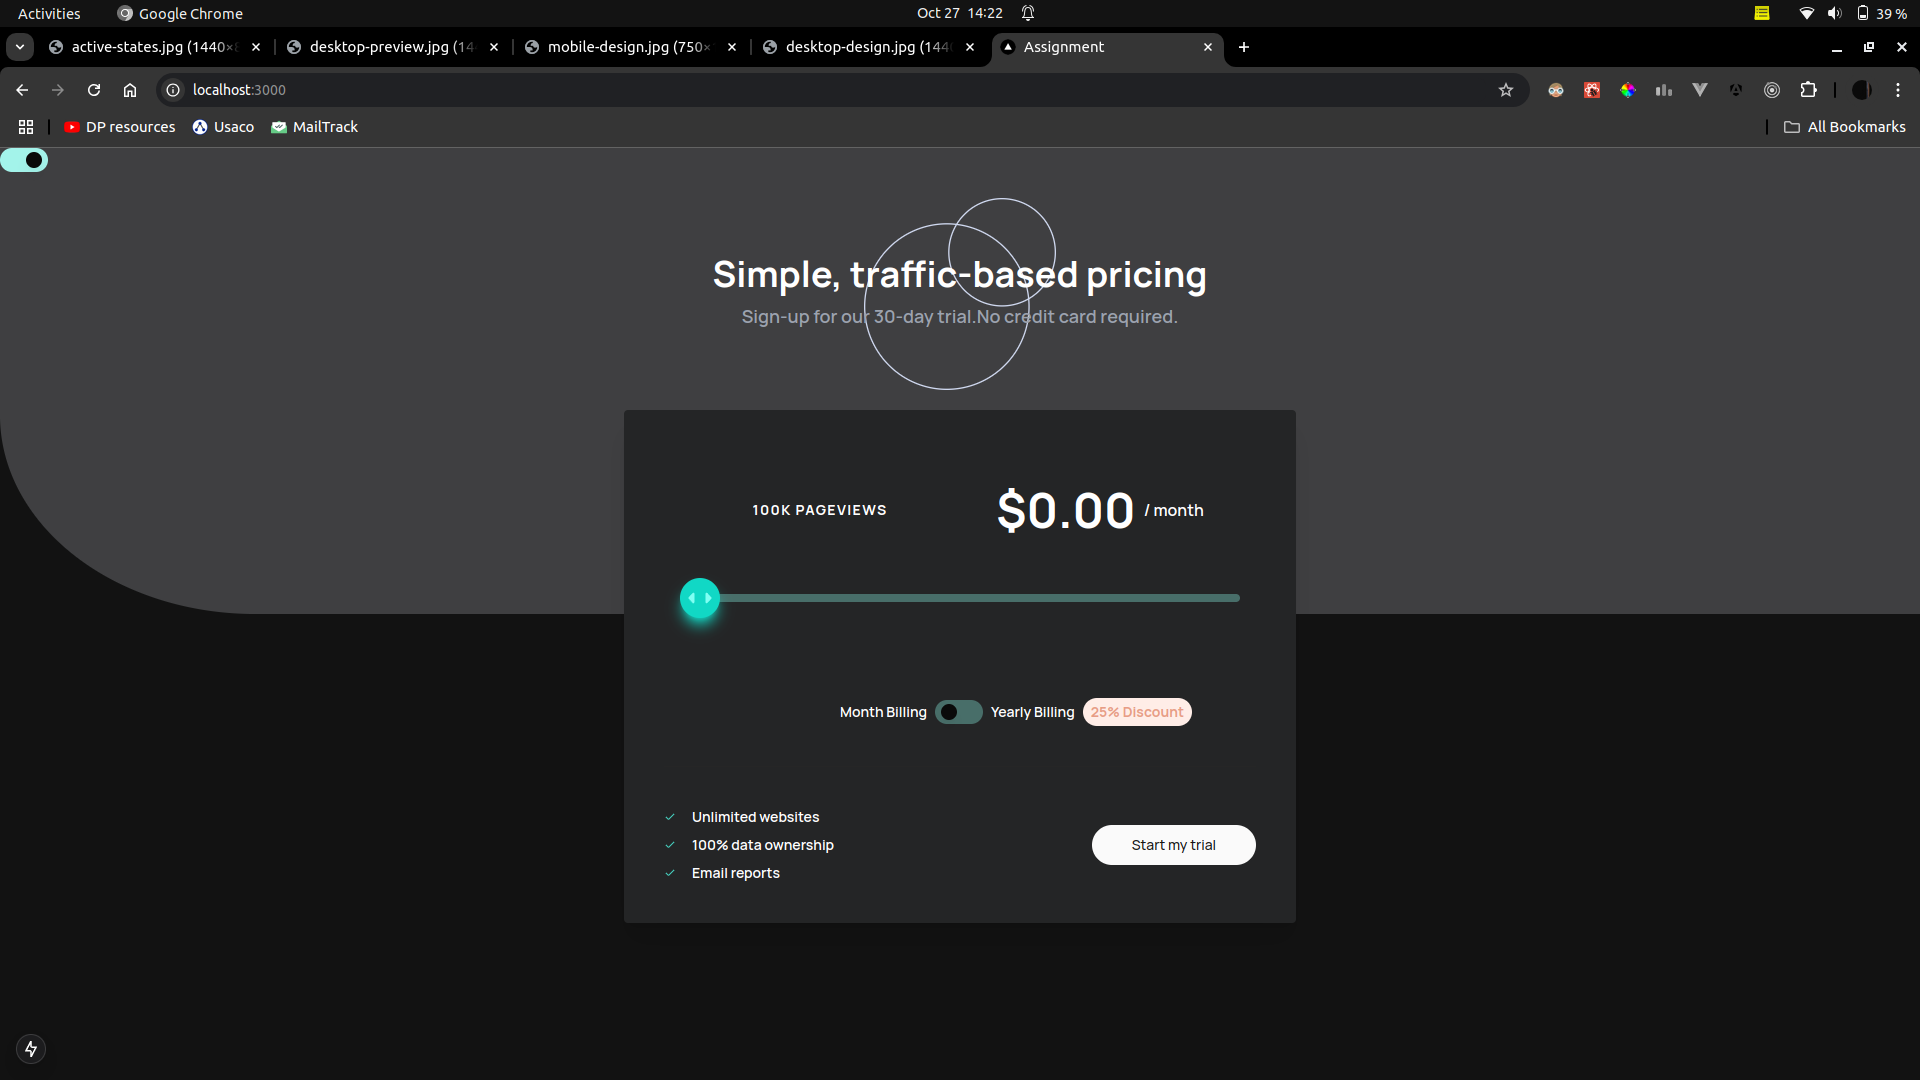 Activities Google Chrome Oct 27 14:22 39 %
active-states.jpg (1440× desktop-preview.jpg (14 mobile-design.jpg (750× desktop-design.jpg (144 Assignment
localhost:3000
DP resources Usaco MailTrack All Bookmarks
Simple, traffic-based pricing
Sign-up for our 30-day trial.No credit card required.
100K PAGEVIEWS $0.00 / month
Month Billing Yearly Billing 25% Discount
Unlimited websites
100% data ownership
Email reports
Start my trial